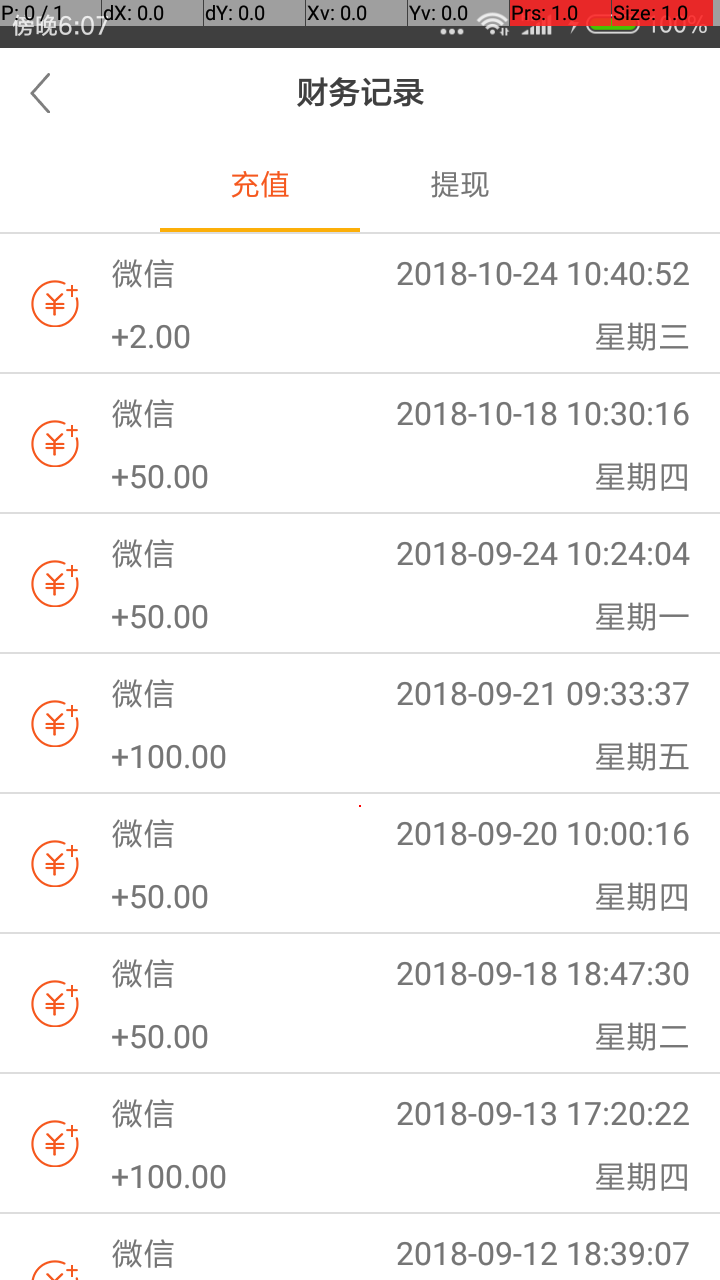 P: 0 / 1 dX: 0.0 dY: 0.0 Xv: 0.0 Yv: 0.0 Prs: 1.0 Size: 1.0
傍晚6:07 100%
财务记录
充值 提现
微信 2018-10-24 10:40:52
+2.00 星期三
微信 2018-10-18 10:30:16
+50.00 星期四
微信 2018-09-24 10:24:04
+50.00 星期一
微信 2018-09-21 09:33:37
+100.00 星期五
微信 2018-09-20 10:00:16
+50.00 星期四
微信 2018-09-18 18:47:30
+50.00 星期二
微信 2018-09-13 17:20:22
+100.00 星期四
微信 2018-09-12 18:39:07